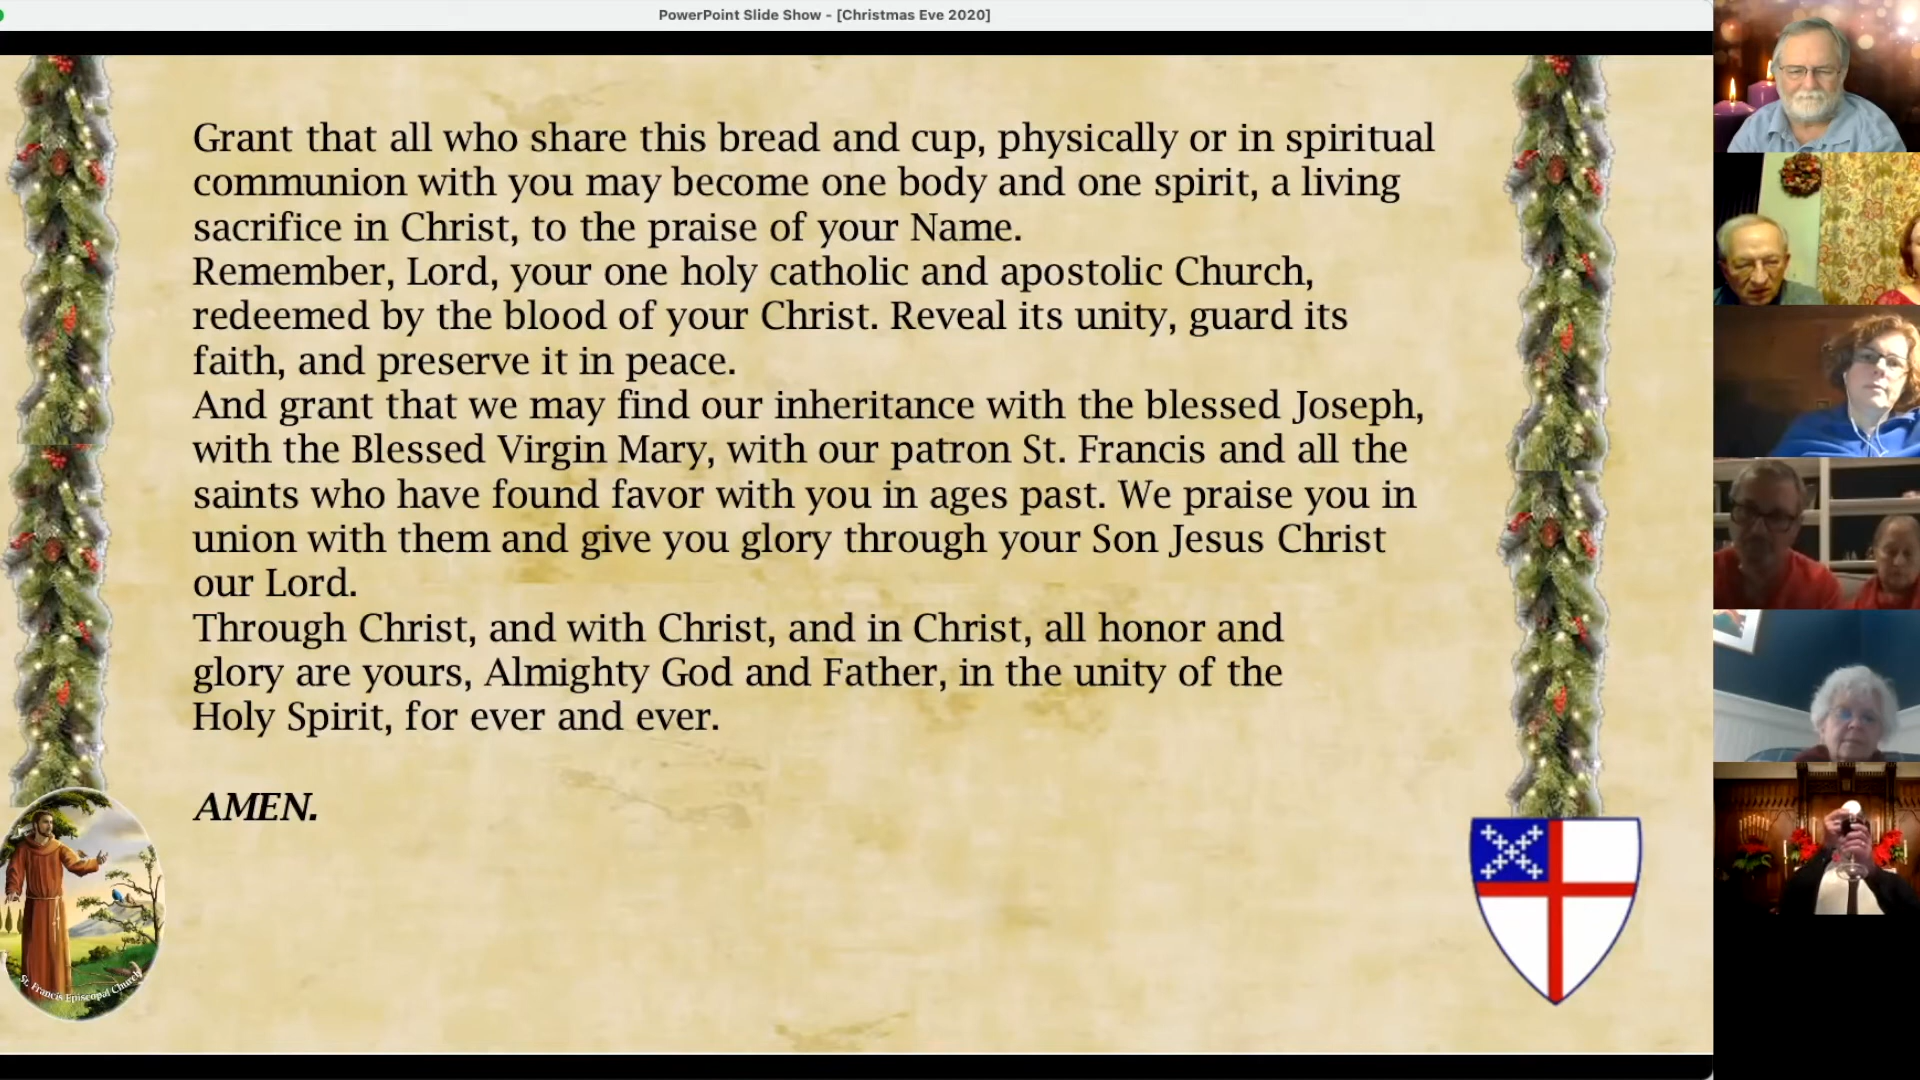 PowerPoint Slide Show - [Christmas Eve 2020]
Grant that all who share this bread and cup, physically or in spiritual
communion with you may become one body and one spirit, a living
sacrifice in Christ, to the praise of your Name.
Remember, Lord, your one holy catholic and apostolic Church,
redeemed by the blood of your Christ. Reveal its unity, guard its
faith, and preserve it in peace.
And grant that we may find our inheritance with the blessed Joseph,
with the Blessed Virgin Mary, with our patron St. Francis and all the
saints who have found favor with you in ages past. We praise you in
union with them and give you glory through your Son Jesus Christ
our Lord.
Through Christ, and with Christ, and in Christ, all honor and
glory are yours, Almighty God and Father, in the unity of the
Holy Spirit, for ever and ever.
AMEN.
St. Francis Episcopal Church